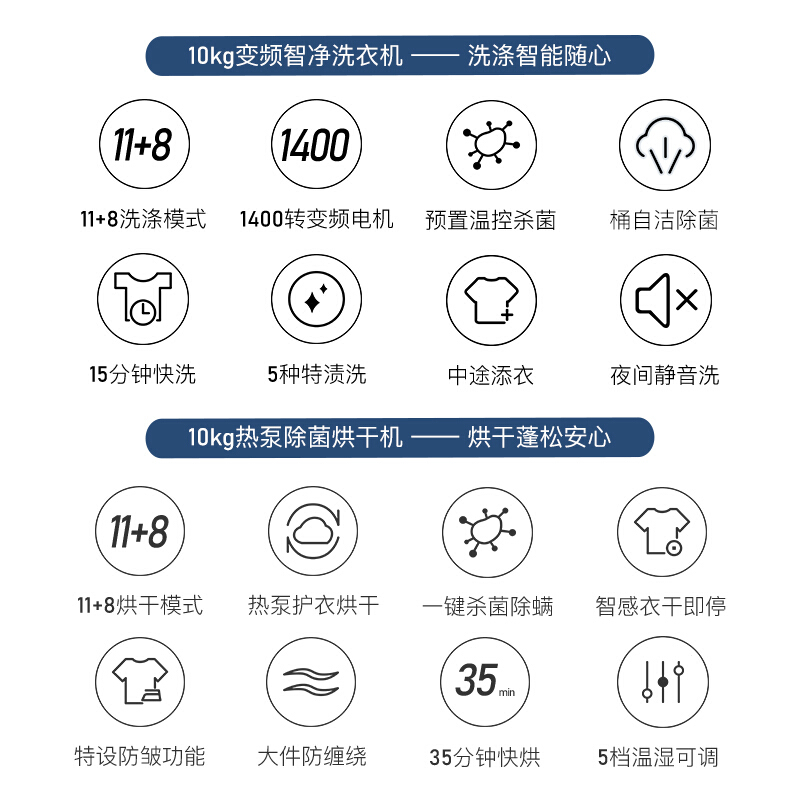 10kg变频智净洗衣机 —— 洗涤智能随心
11+8
1400
11+8洗涤模式
1400转变频电机
预置温控杀菌
桶自洁除菌
15分钟快洗
5种特渍洗
中途添衣
夜间静音洗
10kg热泵除菌烘干机 —— 烘干蓬松安心
11+8
11+8烘干模式
热泵护衣烘干
一键杀菌除螨
智感衣干即停
35min
特设防皱功能
大件防缠绕
35分钟快烘
5档温湿可调